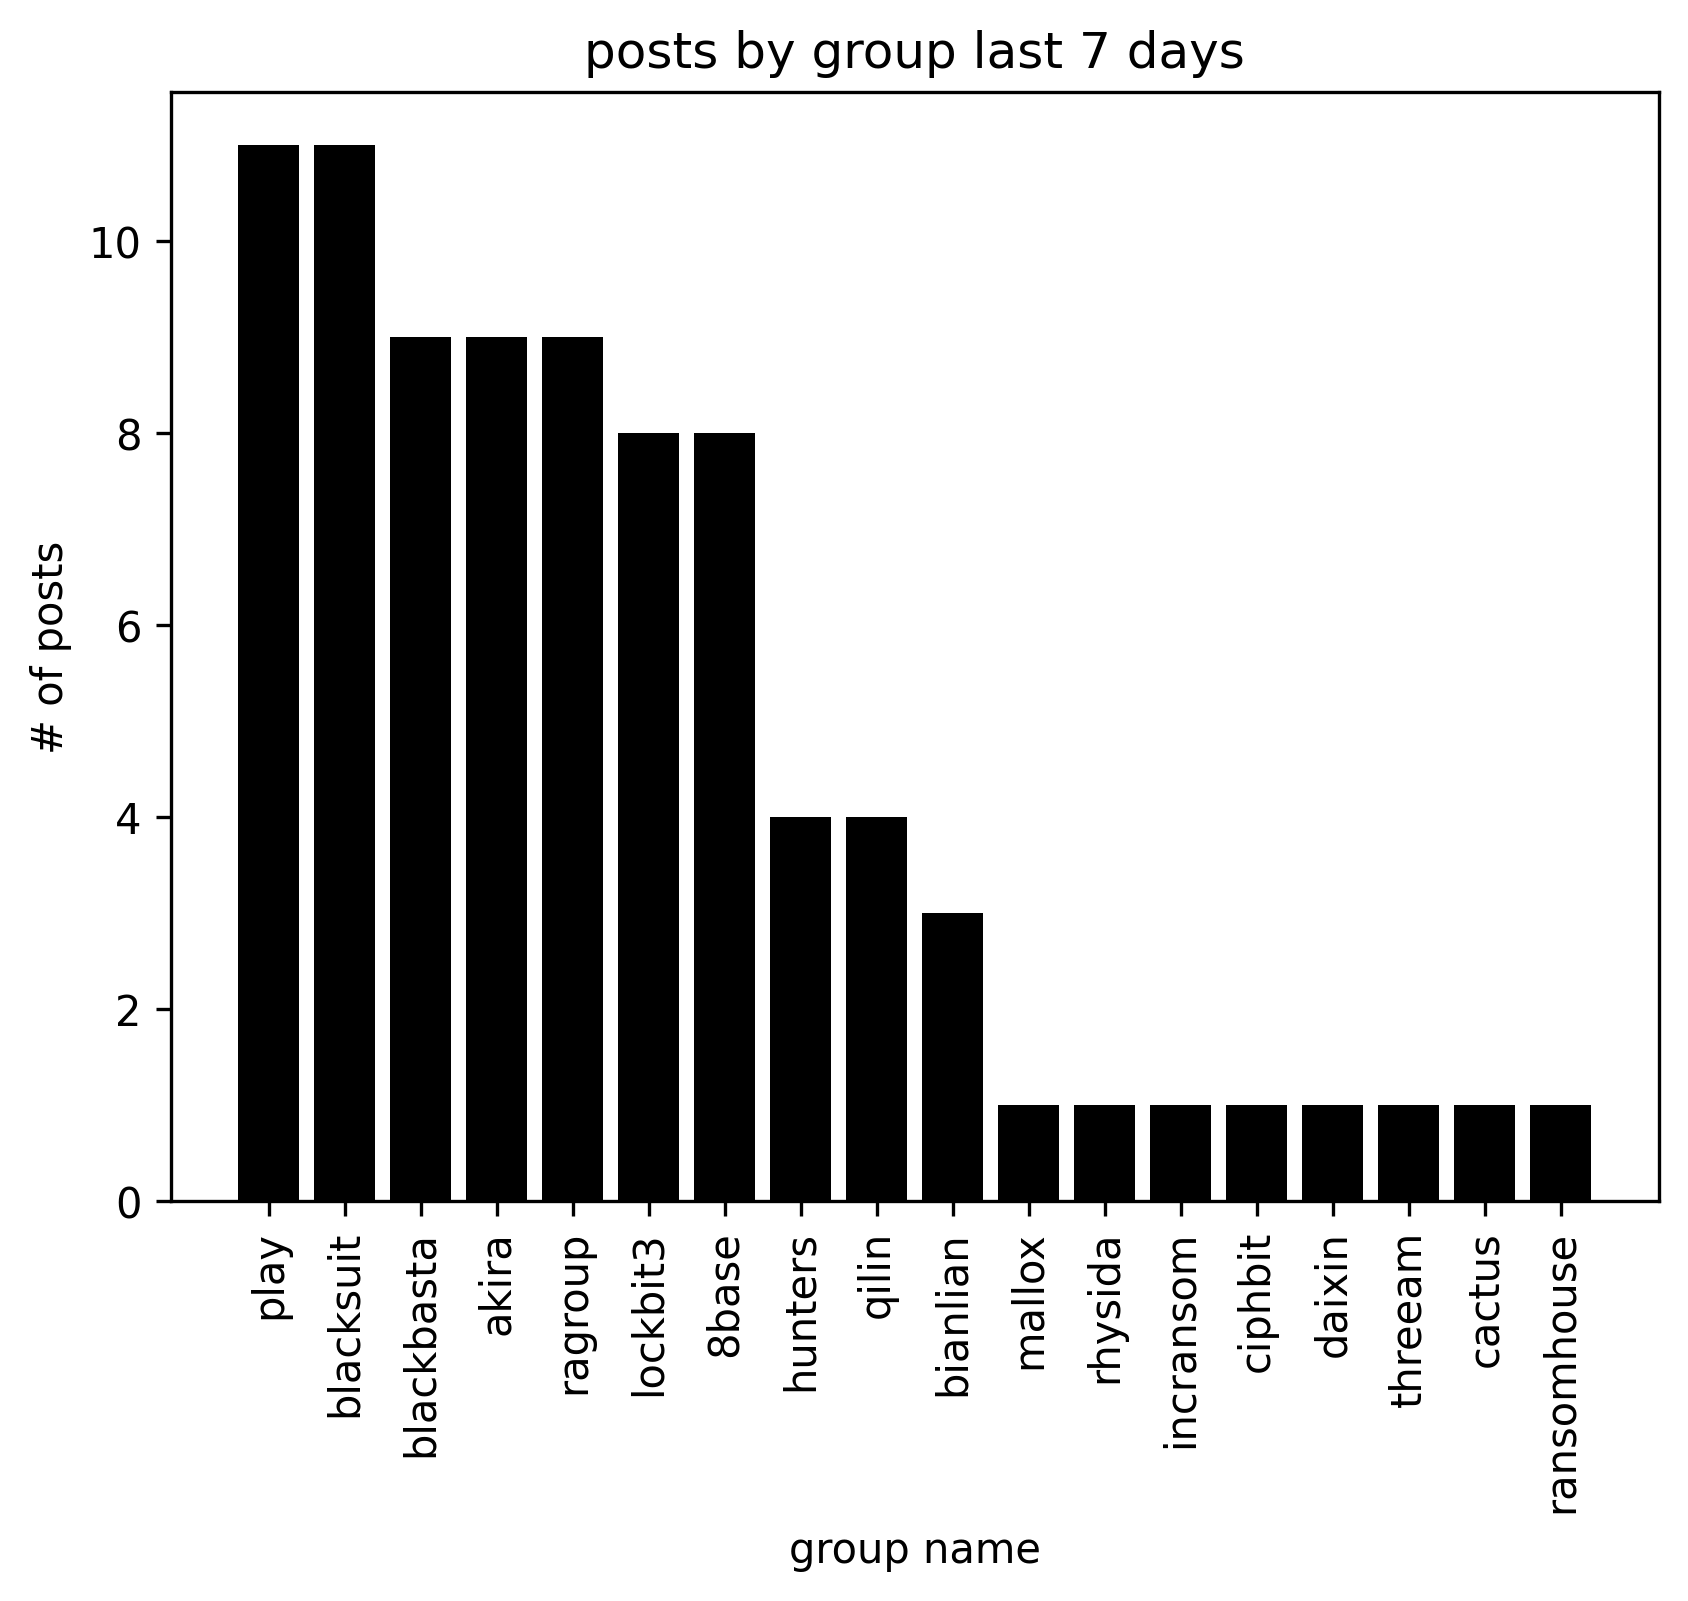 posts by group last 7 days
# of posts
10
8
6
4
2
0
play
blacksuit
blackbasta
akira
ragroup
lockbit3
8base
hunters
qilin
bianlian
mallox
rhysida
incransom
ciphbit
daixin
threeam
cactus
ransomhouse
group name